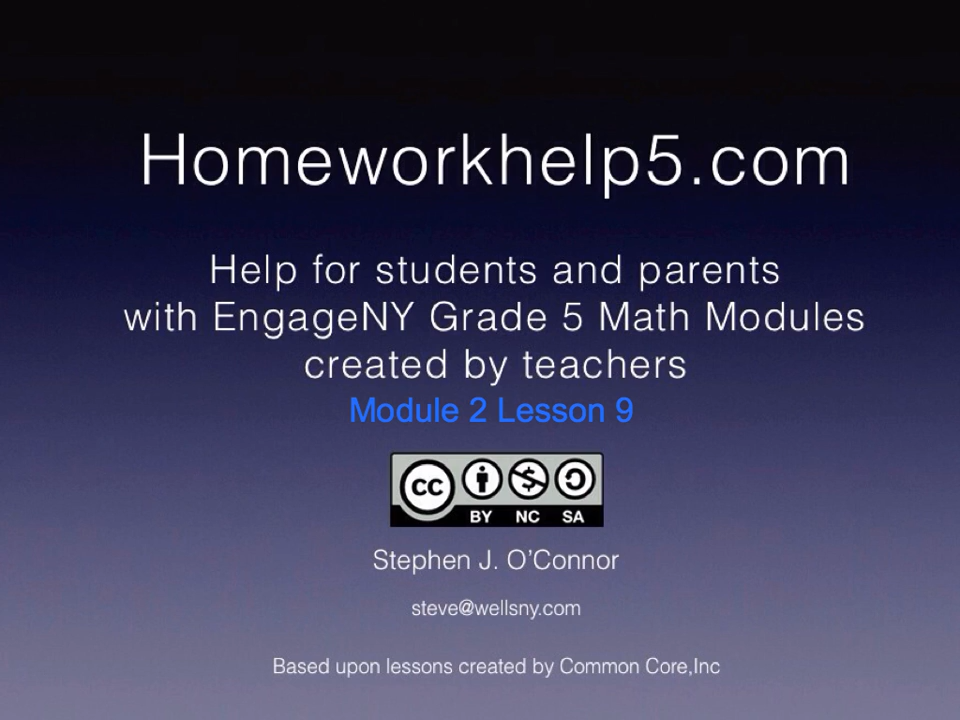 Homeworkhelp5.com
Help for students and parents
with EngageNY Grade 5 Math Modules
created by teachers
Module 2 Lesson 9
cc
BY NC SA
Stephen J. O’Connor
steve@wellsny.com
Based upon lessons created by Common Core,Inc